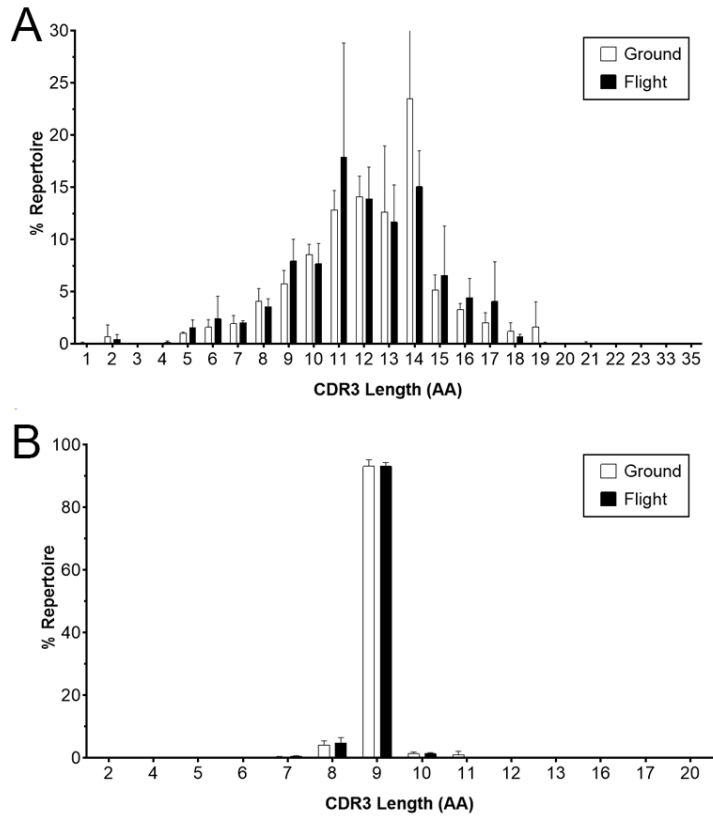 A
30
25
20
15
10
5
0
% Repertoire
Ground
Flight
1 2 3 4 5 6 7 8 9 10 11 12 13 14 15 16 17 18 19 20 21 22 23 33 35
CDR3 Length (AA)
B
100
80
60
40
20
0
% Repertoire
Ground
Flight
2 4 5 6 7 8 9 10 11 12 13 16 17 20
CDR3 Length (AA)